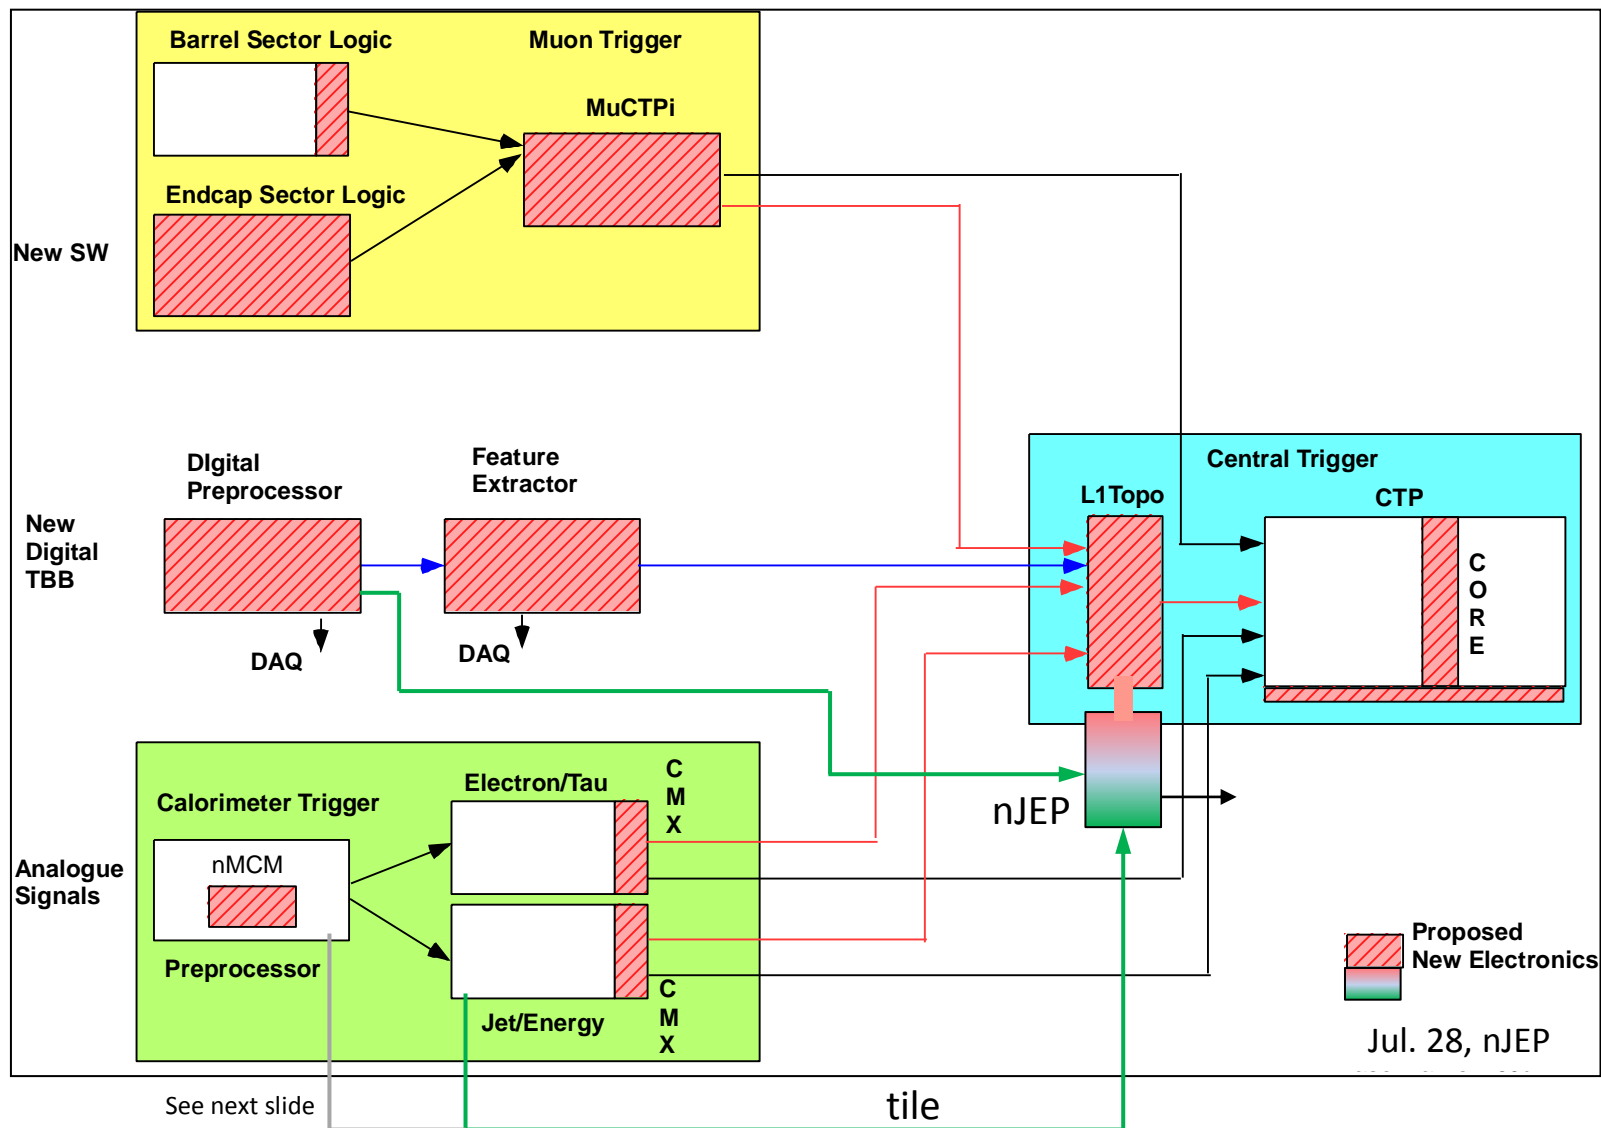 Barrel Sector Logic
Muon Trigger
MuCTPi
Endcap Sector Logic
New SW
DIgital
Preprocessor
Feature
Extractor
Central Trigger
L1Topo
CTP
New
Digital
TBB
C
O
R
E
DAQ
DAQ
Electron/Tau
C
M
X
Calorimeter Trigger
nJEP
nMCM
Analogue
Signals
Preprocessor
Proposed
New Electronics
C
M
X
Jet/Energy
Jul. 28, nJEP
See next slide
tile